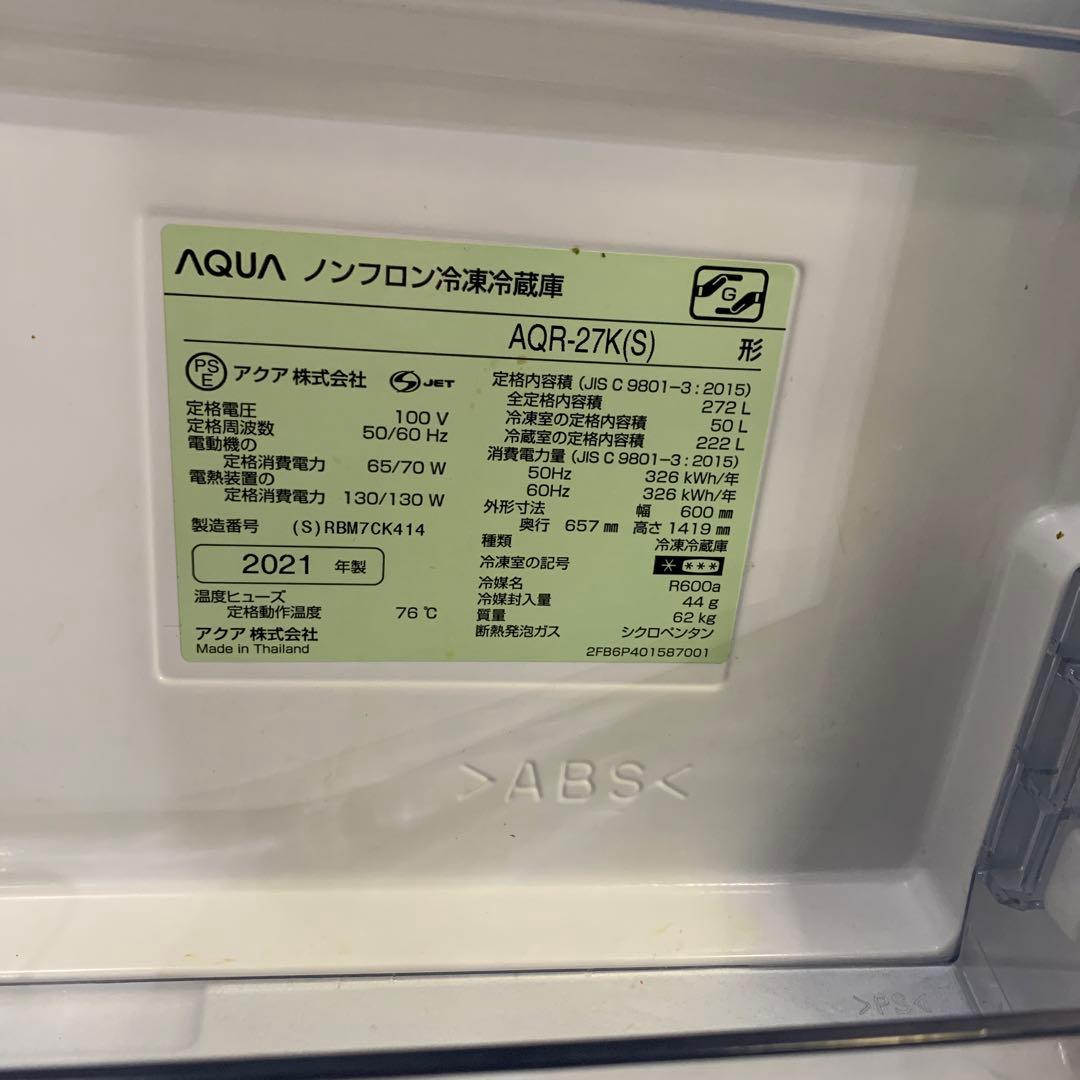 AQUA ノンフロン冷凍冷蔵庫
G
AQR-27K(S) 形
PS
E
アクア 株式会社
S JET
定格電圧 100 V
定格周波数 50/60 Hz
電動機の
定格消費電力 65/70 W
電熱装置の
定格消費電力 130/130 W
製造番号 (S)RBM7CK414
2021 年製
温度ヒューズ
定格動作温度 76 ℃
アクア 株式会社
Made in Thailand
定格内容積 (JIS C 9801-3 : 2015)
全定格内容積 272 L
冷凍室の定格内容積 50 L
冷蔵室の定格内容積 222 L
消費電力量 (JIS C 9801-3 : 2015)
50Hz 326 kWh/年
60Hz 326 kWh/年
外形寸法 幅 600 ㎜
奥行 657 ㎜ 高さ 1419 ㎜
種類 冷凍冷蔵庫
冷凍室の記号 * ***
冷媒名 R600a
冷媒封入量 44 g
質量 62 kg
断熱発泡ガス シクロペンタン
2FB6P401587001
>ABS<
>PS<